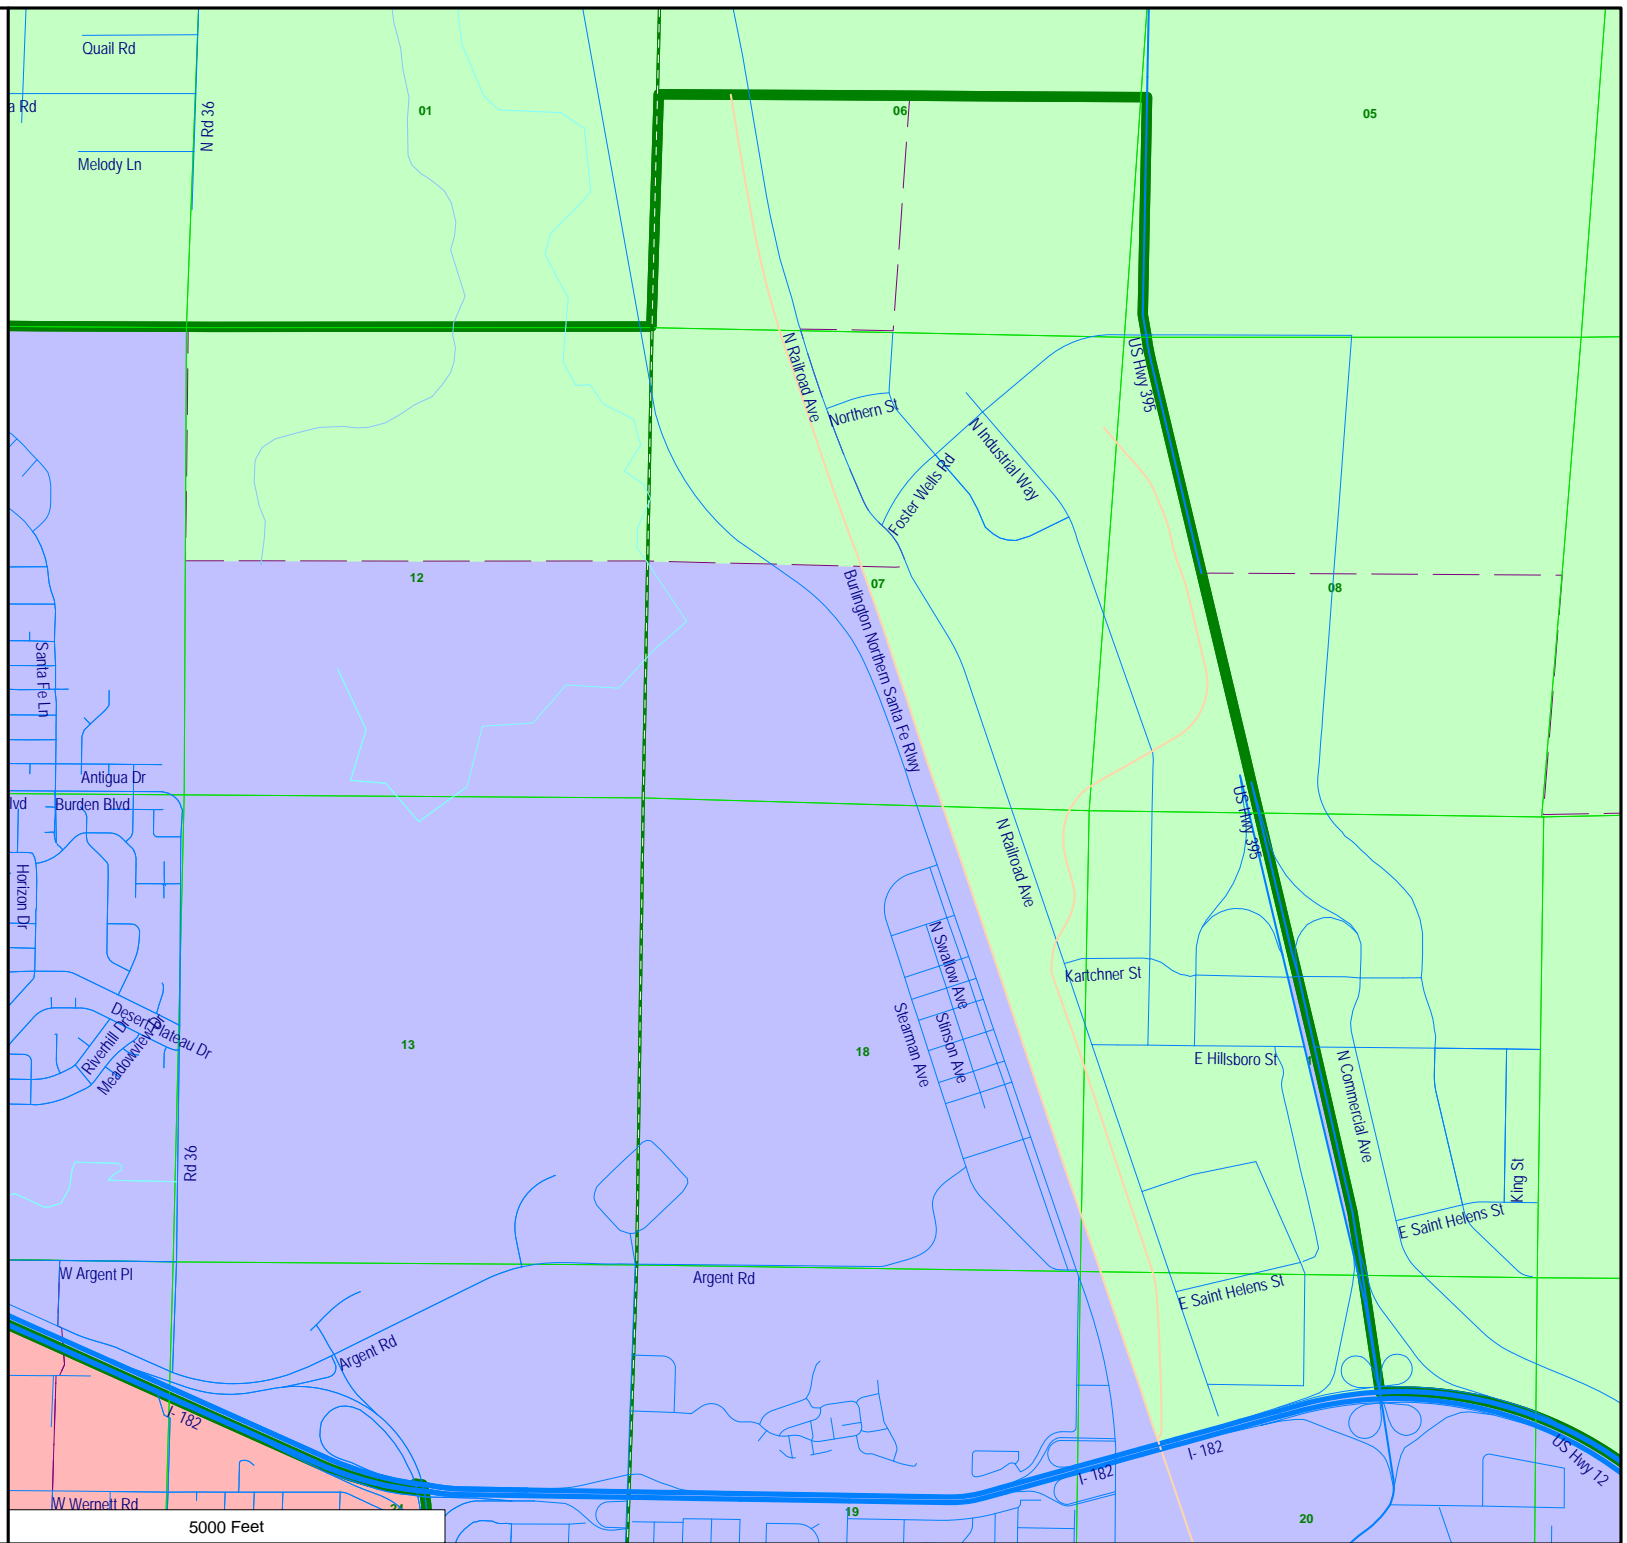 Quail Rd
a Rd
N Rd 36
Melody Ln
01
06
05
N Railroad Ave
US Hwy 395
Northern St
N Industrial Way
Foster Wells Rd
12
07
08
Burlington Northern Santa Fe Rlwy
Santa Fe Ln
Antigua Dr
lvd
Burden Blvd
US Hwy 395
N Railroad Ave
Horizon Dr
N Swallow Ave
Kartchner St
Stearman Ave
Stinson Ave
Desert Plateau Dr
Riverhill Dr
Meadowview Dr
13
18
E Hillsboro St
N Commercial Ave
Rd 36
King St
E Saint Helens St
W Argent Pl
Argent Rd
E Saint Helens St
Argent Rd
I- 182
I- 182
I- 182
US Hwy 12
W Wernett Rd
24
19
20
5000 Feet